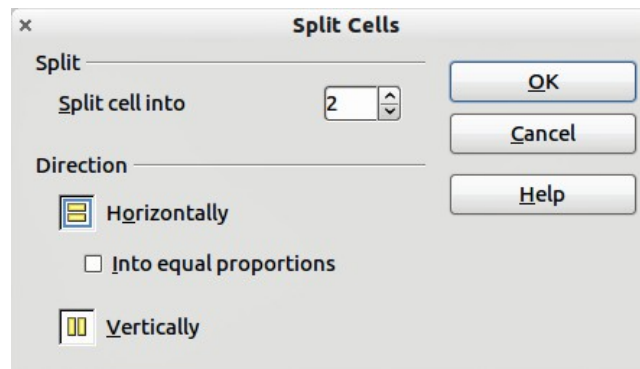 × Split Cells
Split
Split cell into 2
Direction
Horizontally
Into equal proportions
Vertically
OK
Cancel
Help